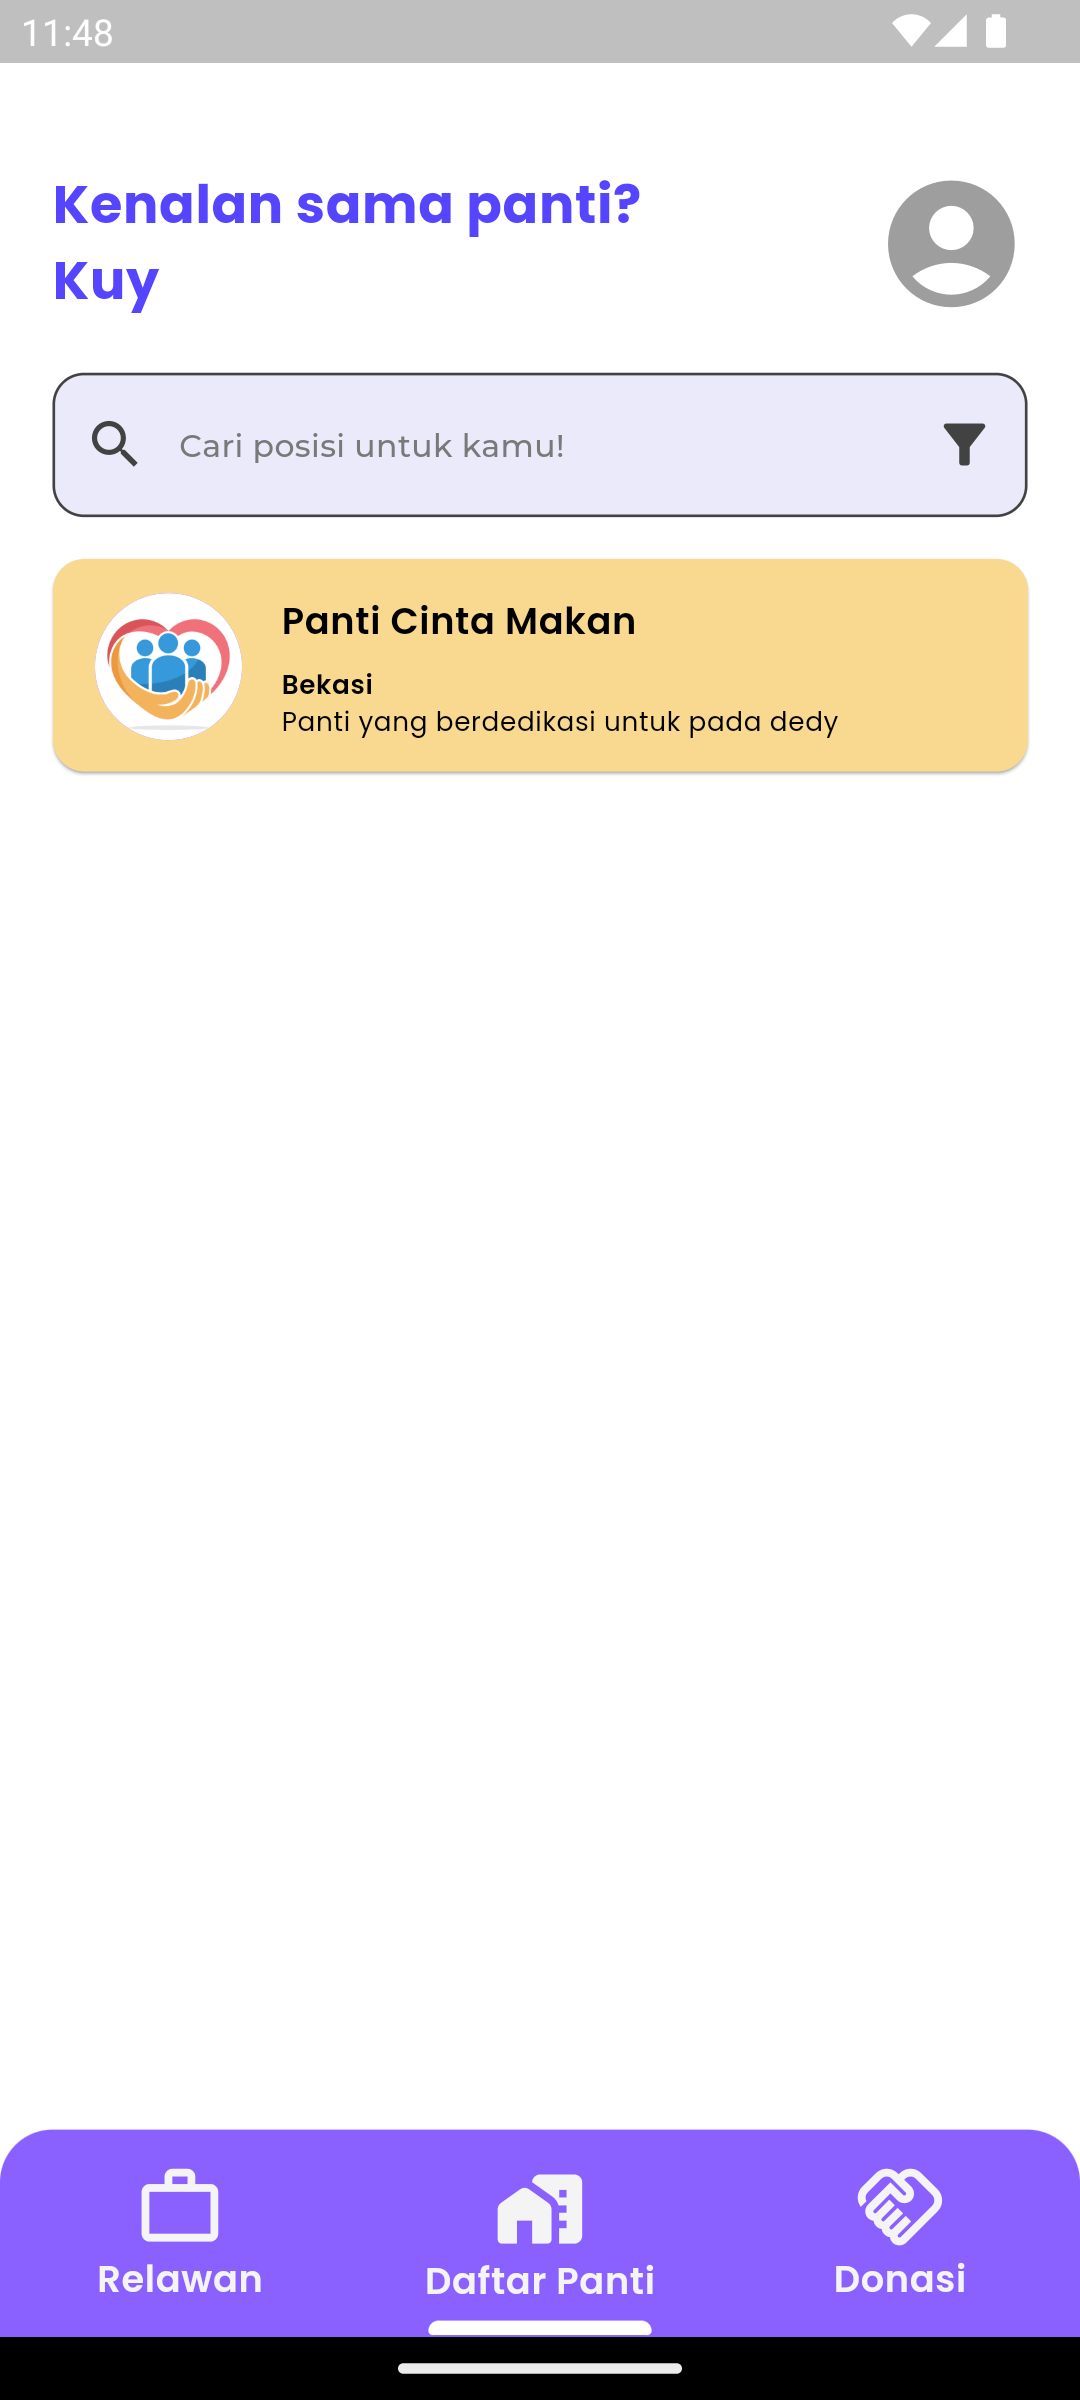 11:48
Kenalan sama panti?
Kuy
Cari posisi untuk kamu!
Panti Cinta Makan
Bekasi
Panti yang berdedikasi untuk pada dedy
Relawan
Daftar Panti
Donasi